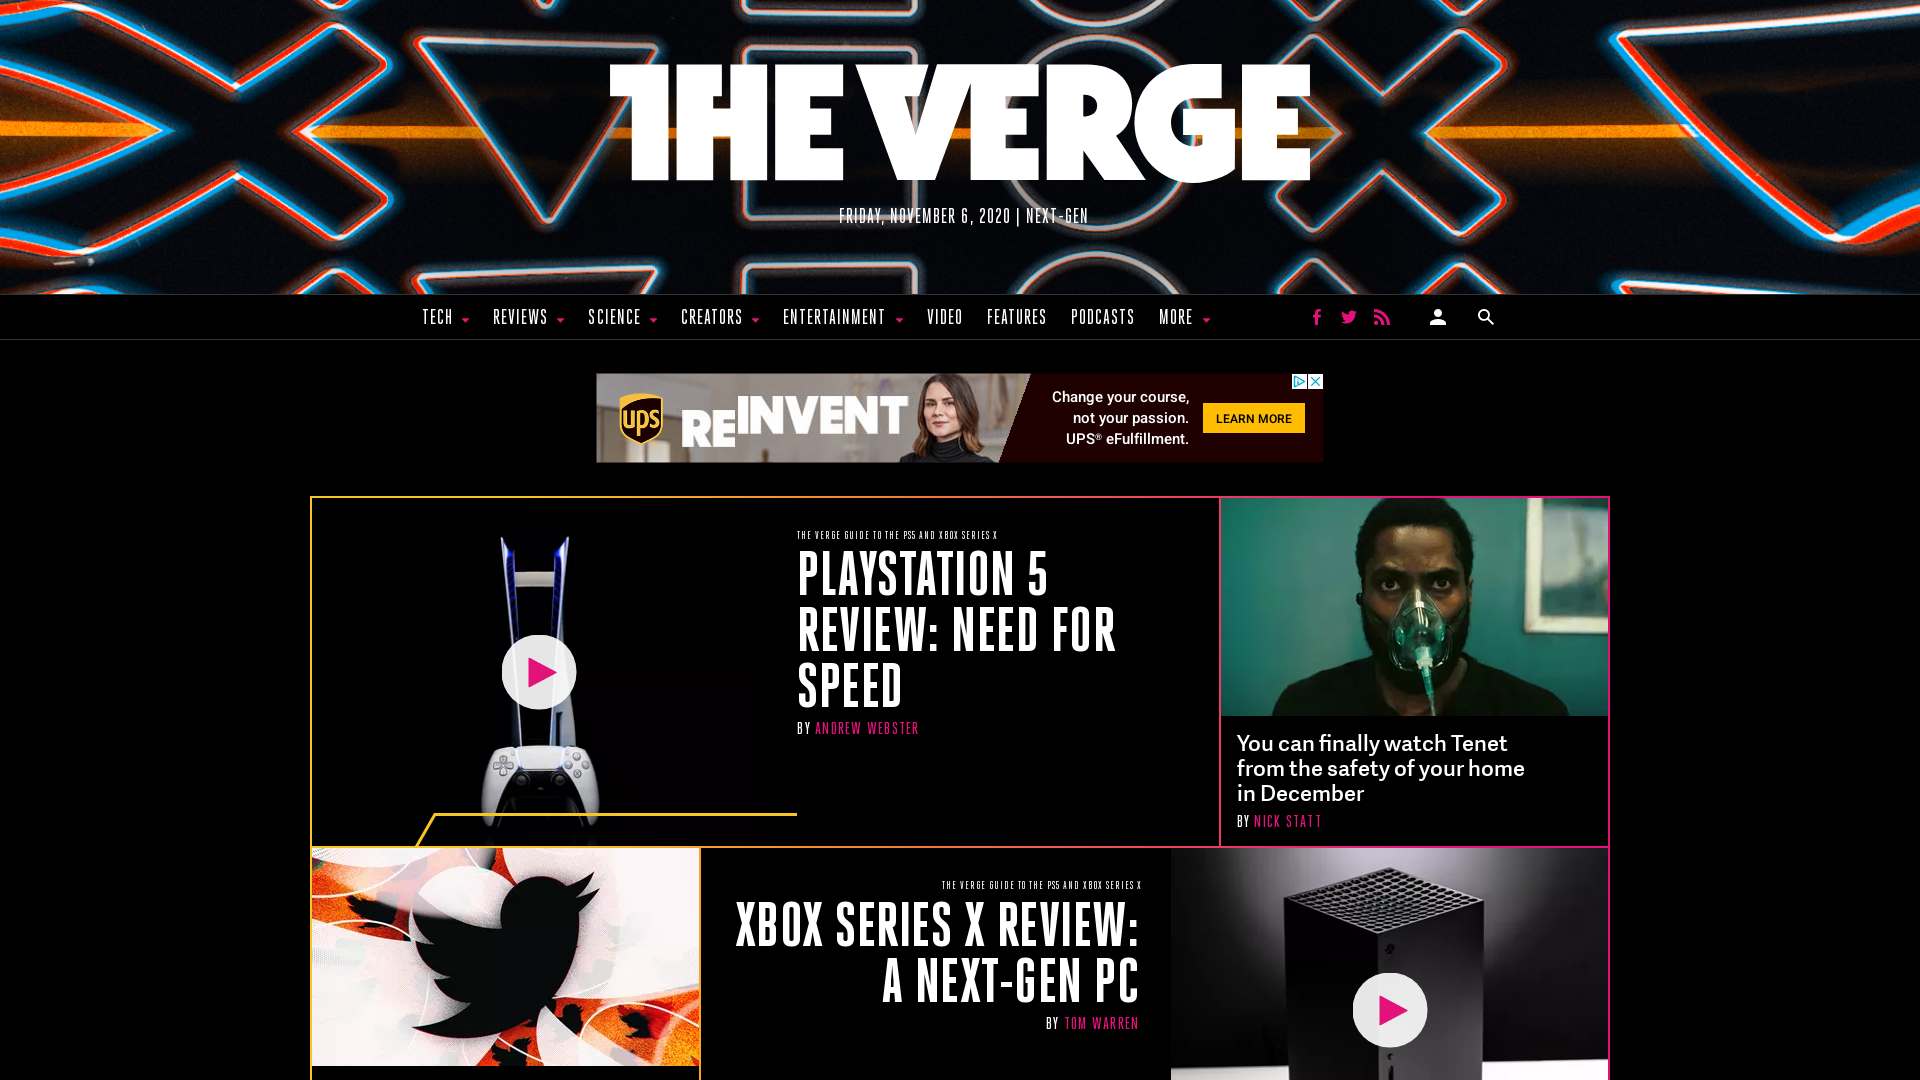 THE VERGE
FRIDAY, NOVEMBER 6, 2020 | NEXT-GEN
TECH REVIEWS SCIENCE CREATORS ENTERTAINMENT VIDEO FEATURES PODCASTS MORE
ups
REINVENT
Change your course,
not your passion.
UPS® eFulfillment.
LEARN MORE
THE VERGE GUIDE TO THE PS5 AND XBOX SERIES X
PLAYSTATION 5
REVIEW: NEED FOR
SPEED
BY ANDREW WEBSTER
You can finally watch Tenet
from the safety of your home
in December
BY NICK STATT
THE VERGE GUIDE TO THE PS5 AND XBOX SERIES X
XBOX SERIES X REVIEW:
A NEXT-GEN PC
BY TOM WARREN